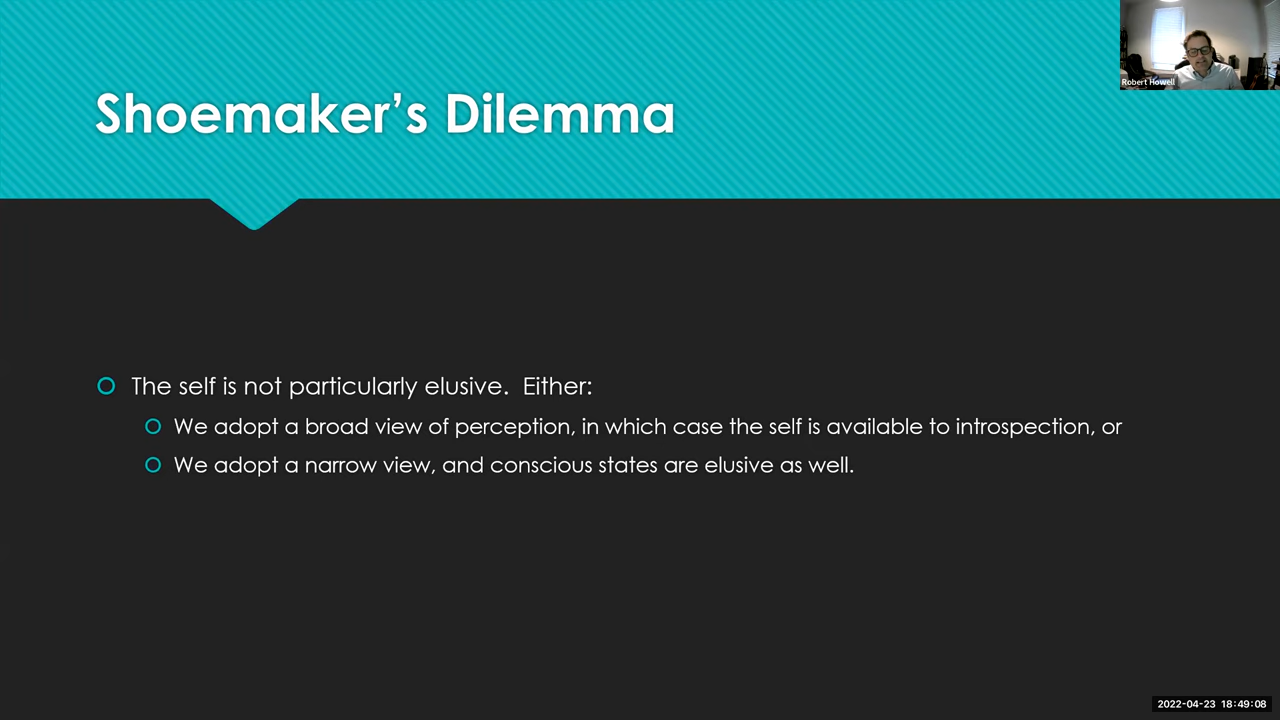 Robert Howell
Shoemaker’s Dilemma
The self is not particularly elusive.  Either:
We adopt a broad view of perception, in which case the self is available to introspection, or
We adopt a narrow view, and conscious states are elusive as well.
2022-04-23 18:49:08